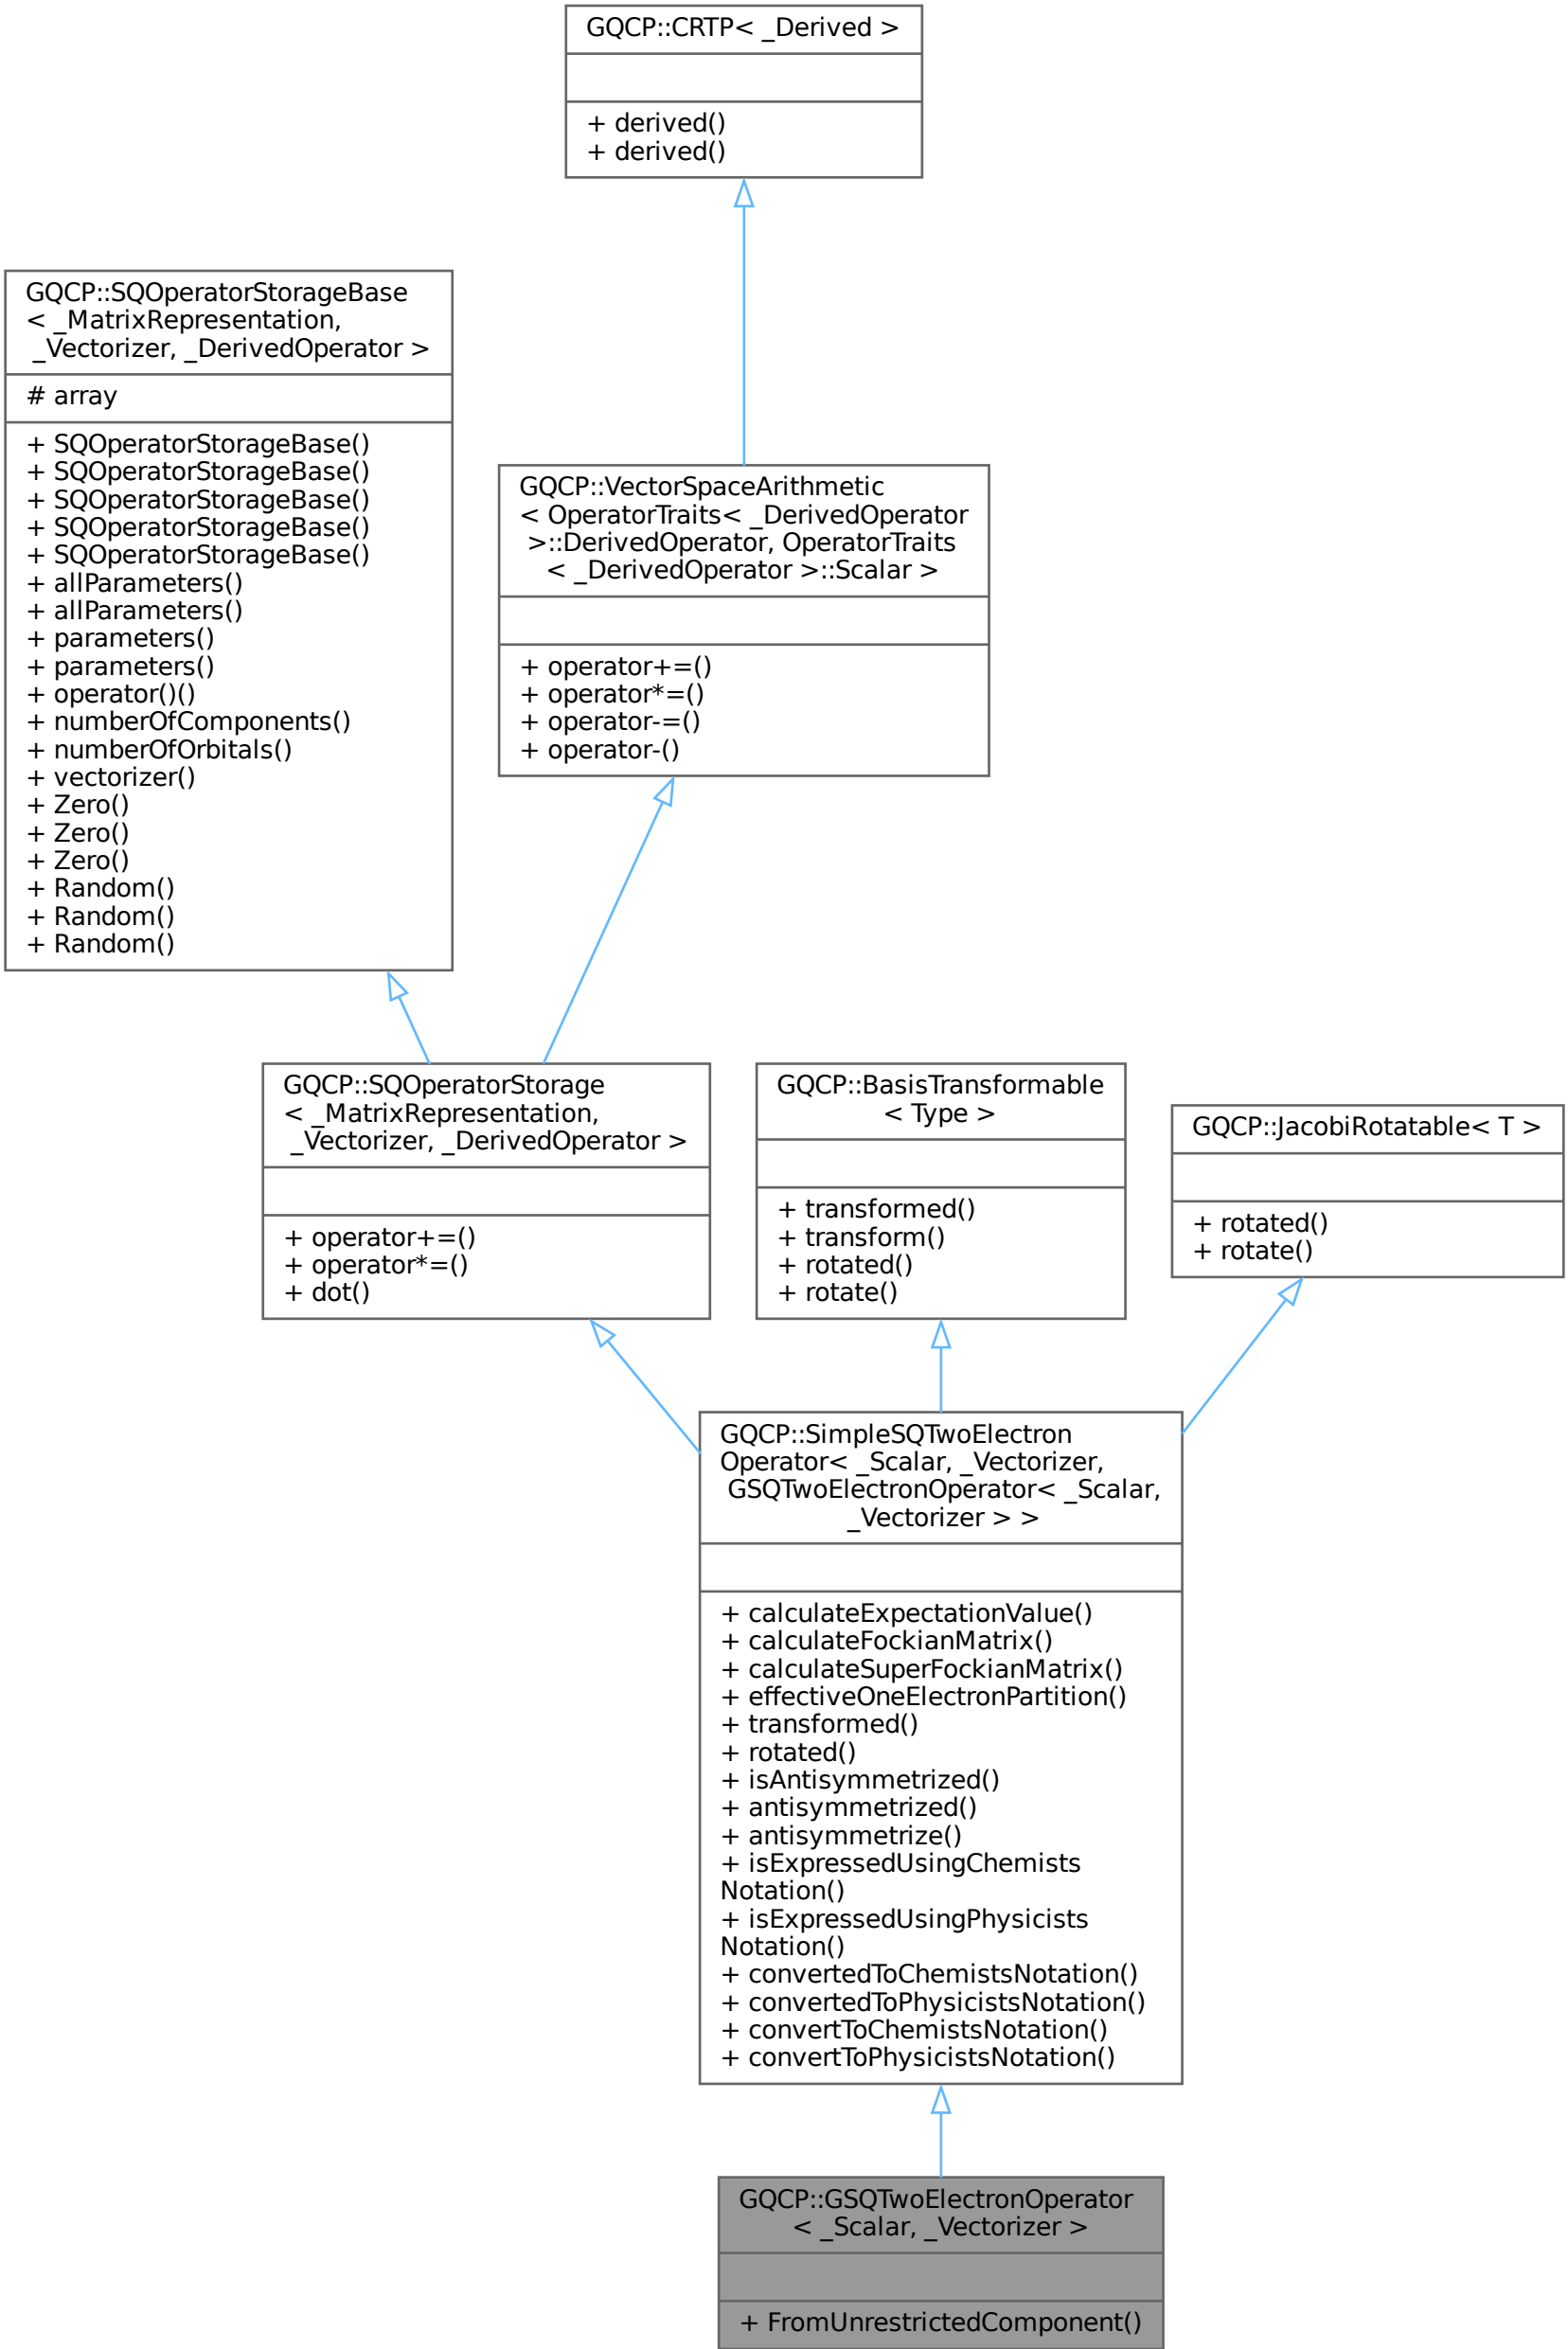 GQCP::CRTP< _Derived >
+ derived()
+ derived()
GQCP::SQOperatorStorageBase
< _MatrixRepresentation,
_Vectorizer, _DerivedOperator >
# array
+ SQOperatorStorageBase()
+ SQOperatorStorageBase()
+ SQOperatorStorageBase()
+ SQOperatorStorageBase()
+ SQOperatorStorageBase()
+ allParameters()
+ allParameters()
+ parameters()
+ parameters()
+ operator()()
+ numberOfComponents()
+ numberOfOrbitals()
+ vectorizer()
+ Zero()
+ Zero()
+ Zero()
+ Random()
+ Random()
+ Random()
GQCP::VectorSpaceArithmetic
< OperatorTraits< _DerivedOperator
>::DerivedOperator, OperatorTraits
< _DerivedOperator >::Scalar >
+ operator+=()
+ operator*=()
+ operator-=()
+ operator-()
GQCP::SQOperatorStorage
< _MatrixRepresentation,
_Vectorizer, _DerivedOperator >
+ operator+=()
+ operator*=()
+ dot()
GQCP::BasisTransformable
< Type >
+ transformed()
+ transform()
+ rotated()
+ rotate()
GQCP::JacobiRotatable< T >
+ rotated()
+ rotate()
GQCP::SimpleSQTwoElectron
Operator< _Scalar, _Vectorizer,
GSQTwoElectronOperator< _Scalar,
_Vectorizer > >
+ calculateExpectationValue()
+ calculateFockianMatrix()
+ calculateSuperFockianMatrix()
+ effectiveOneElectronPartition()
+ transformed()
+ rotated()
+ isAntisymmetrized()
+ antisymmetrized()
+ antisymmetrize()
+ isExpressedUsingChemists
Notation()
+ isExpressedUsingPhysicists
Notation()
+ convertedToChemistsNotation()
+ convertedToPhysicistsNotation()
+ convertToChemistsNotation()
+ convertToPhysicistsNotation()
GQCP::GSQTwoElectronOperator
< _Scalar, _Vectorizer >
+ FromUnrestrictedComponent()